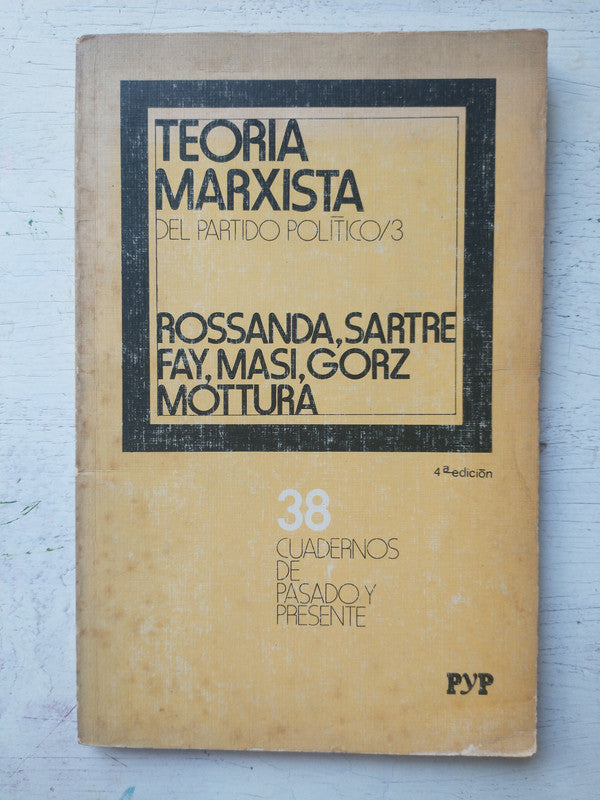 TEORIA
MARXISTA
DEL PARTIDO POLÍTICO/3
ROSSANDA, SARTRE
FAY, MASI, GORZ
MOTTURA
4ª edición
38
CUADERNOS
DE
PASADO Y
PRESENTE
PYP